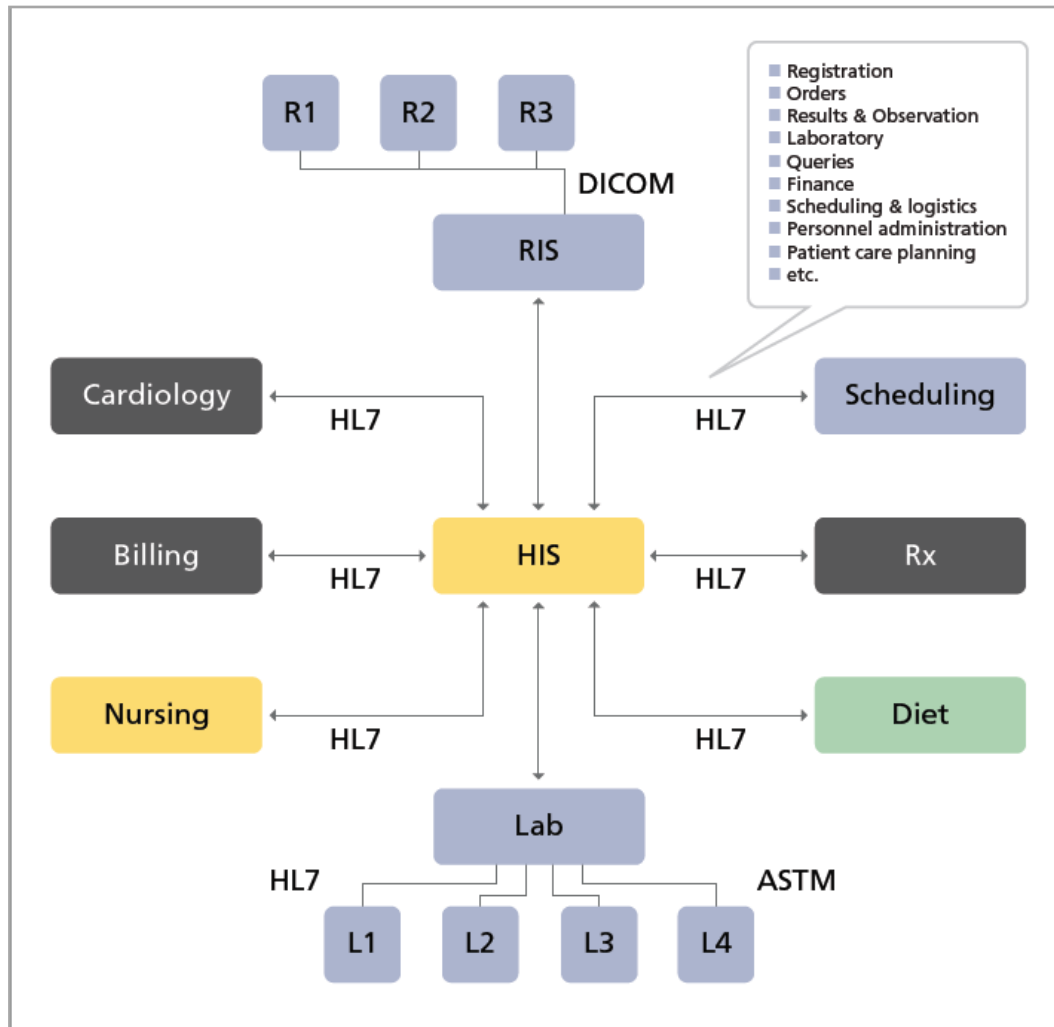 R1
R2
R3
DICOM
RIS
Registration
Orders
Results & Observation
Laboratory
Queries
Finance
Scheduling & logistics
Personnel administration
Patient care planning
etc.
Cardiology
HL7
HL7
Scheduling
Billing
HL7
HIS
HL7
Rx
Nursing
HL7
HL7
Diet
Lab
HL7
ASTM
L1
L2
L3
L4